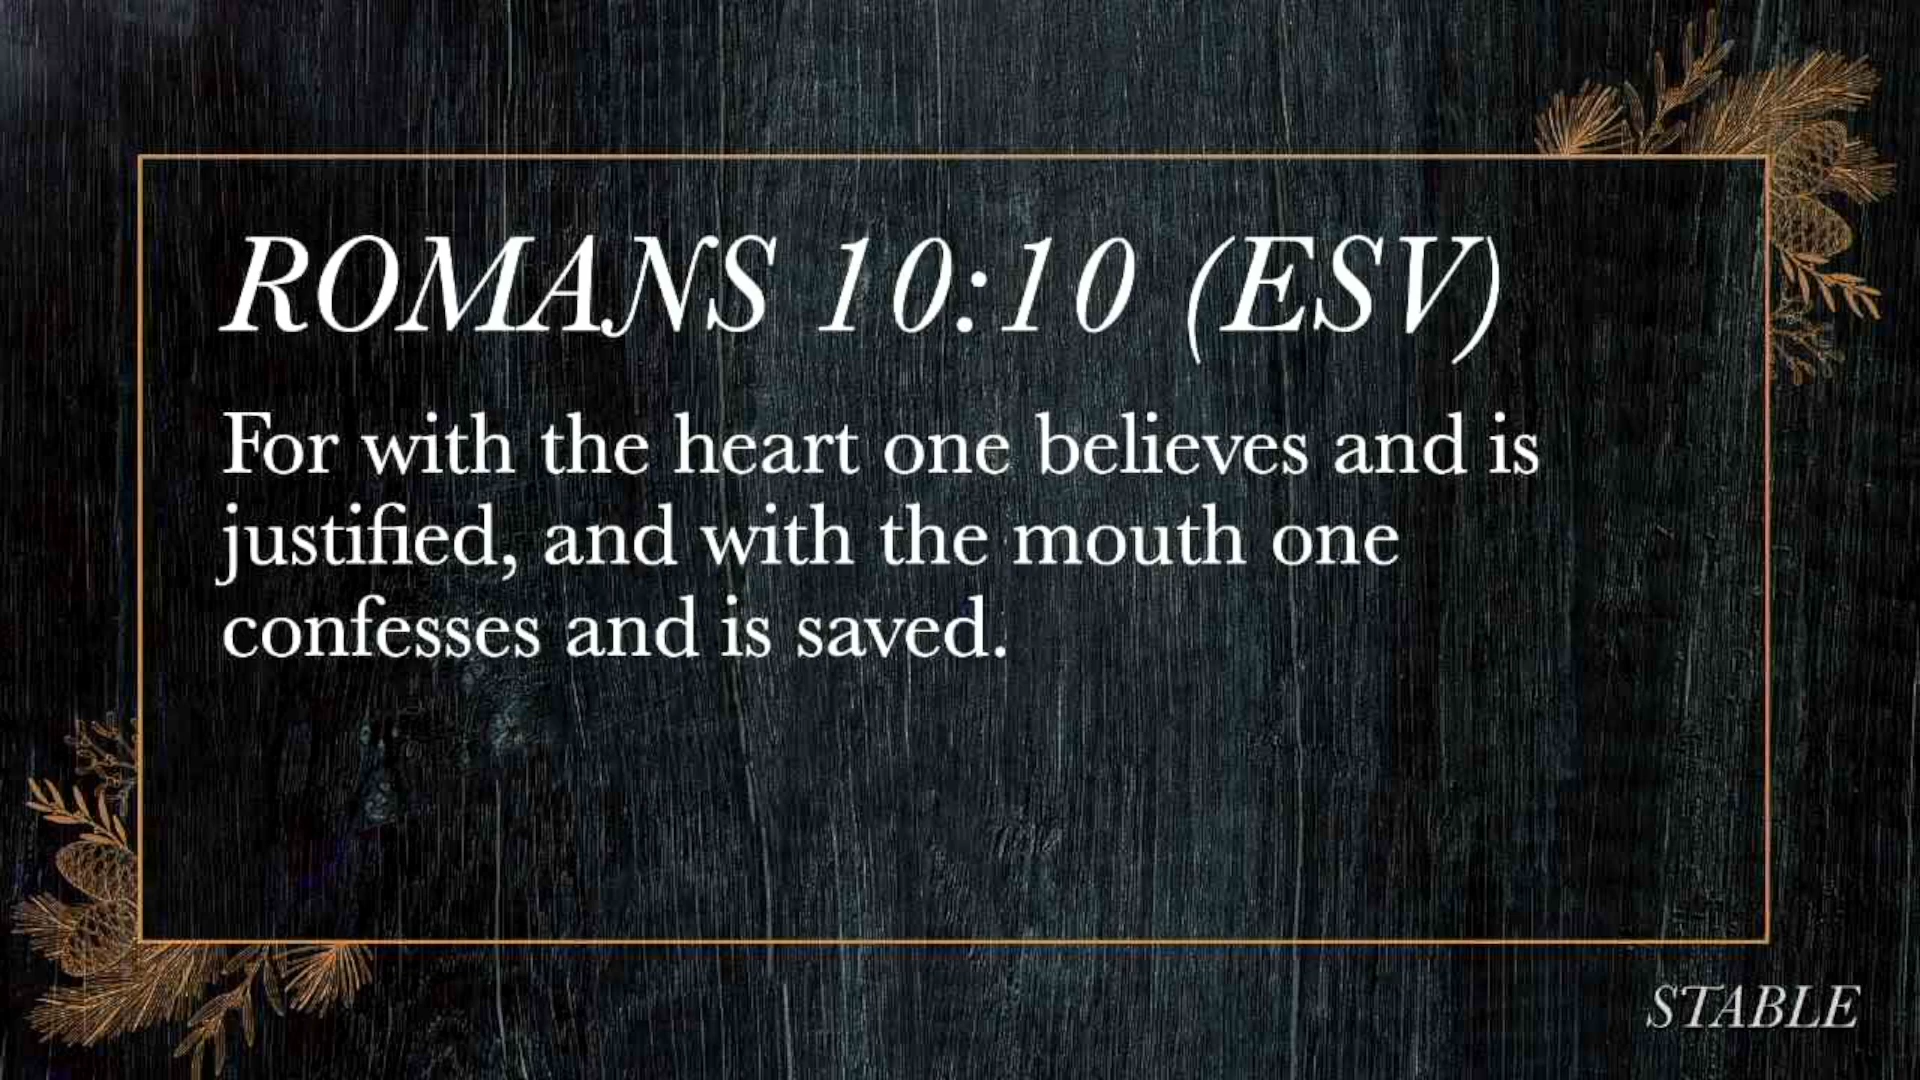 ROMANS 10:10 (ESV)
For with the heart one believes and is
justified, and with the mouth one
confesses and is saved.
STABLE